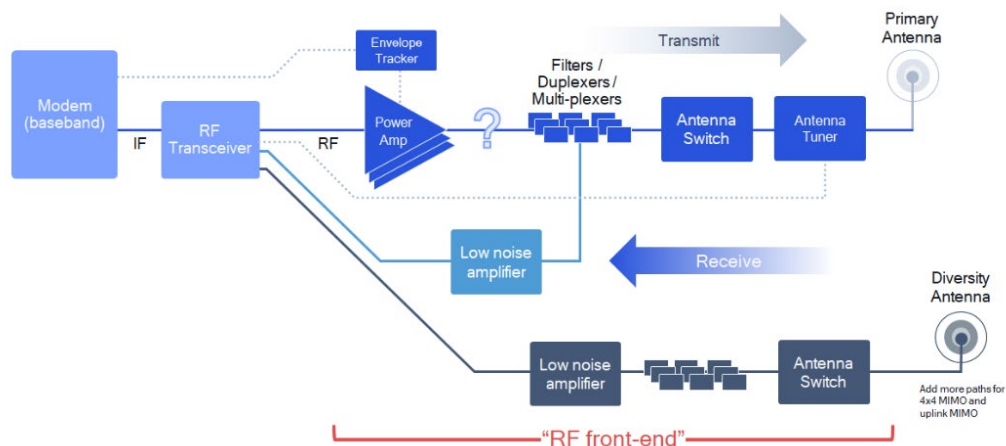 Envelope
Tracker
Transmit
Primary
Antenna
Modem
(baseband)
IF
RF
Transceiver
RF
Power
Amp
?
Filters /
Duplexers /
Multi-plexers
Antenna
Switch
Antenna
Tuner
Low noise
amplifier
Receive
Diversity
Antenna
Low noise
amplifier
Antenna
Switch
Add more paths for
4x4 MIMO and
uplink MIMO
“RF front-end”